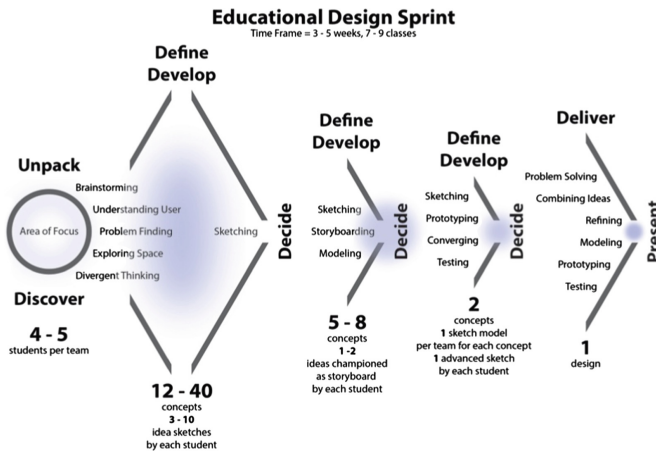 Educational Design Sprint
Time Frame = 3 - 5 weeks, 7 - 9 classes
Unpack
Area of Focus
Discover
4 - 5
students per team
Define
Develop
Brainstorming
Understanding User
Problem Finding
Exploring Space
Divergent Thinking
Sketching
Decide
12 - 40
concepts
3 - 10
idea sketches
by each student
Define
Develop
Sketching
Storyboarding
Modeling
Decide
5 - 8
concepts
1 -2
ideas championed
as storyboard
by each student
Define
Develop
Sketching
Prototyping
Converging
Testing
Decide
2
concepts
1 sketch model
per team for each concept
1 advanced sketch
by each student
Deliver
Problem Solving
Combining Ideas
Refining
Modeling
Prototyping
Testing
Present
1
design